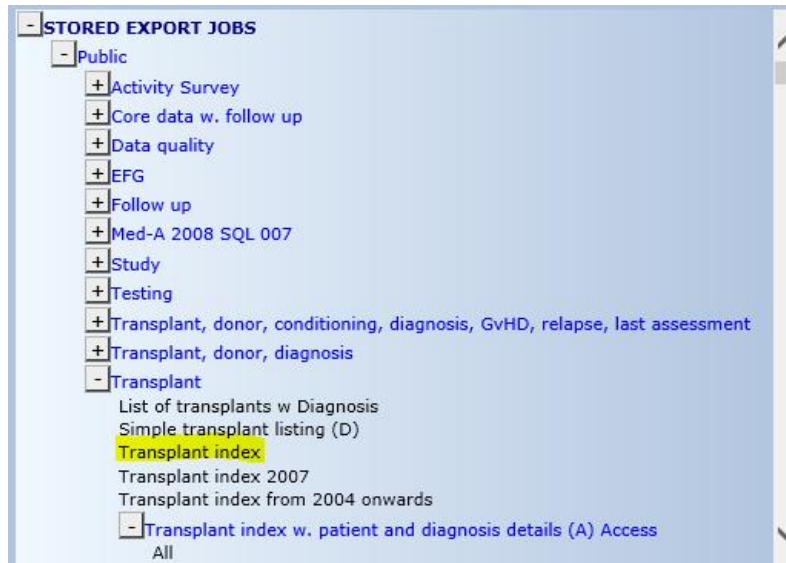 STORED EXPORT JOBS
Public
Activity Survey
Core data w. follow up
Data quality
EFG
Follow up
Med-A 2008 SQL 007
Study
Testing
Transplant, donor, conditioning, diagnosis, GvHD, relapse, last assessment
Transplant, donor, diagnosis
Transplant
List of transplants w Diagnosis
Simple transplant listing (D)
Transplant index
Transplant index 2007
Transplant index from 2004 onwards
Transplant index w. patient and diagnosis details (A) Access
All